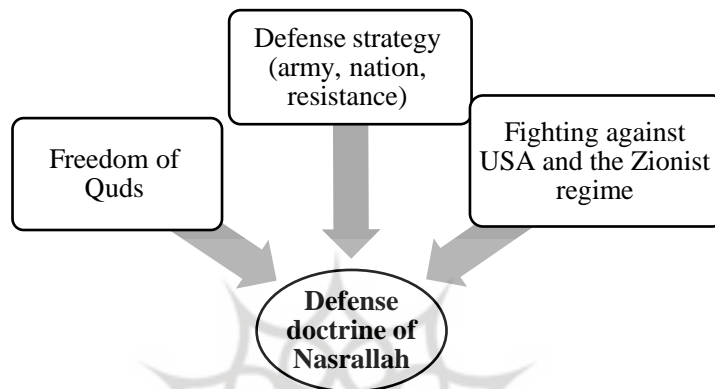 Defense strategy
(army, nation,
resistance)
Freedom of
Quds
Fighting against
USA and the Zionist
regime
Defense
doctrine of
Nasrallah